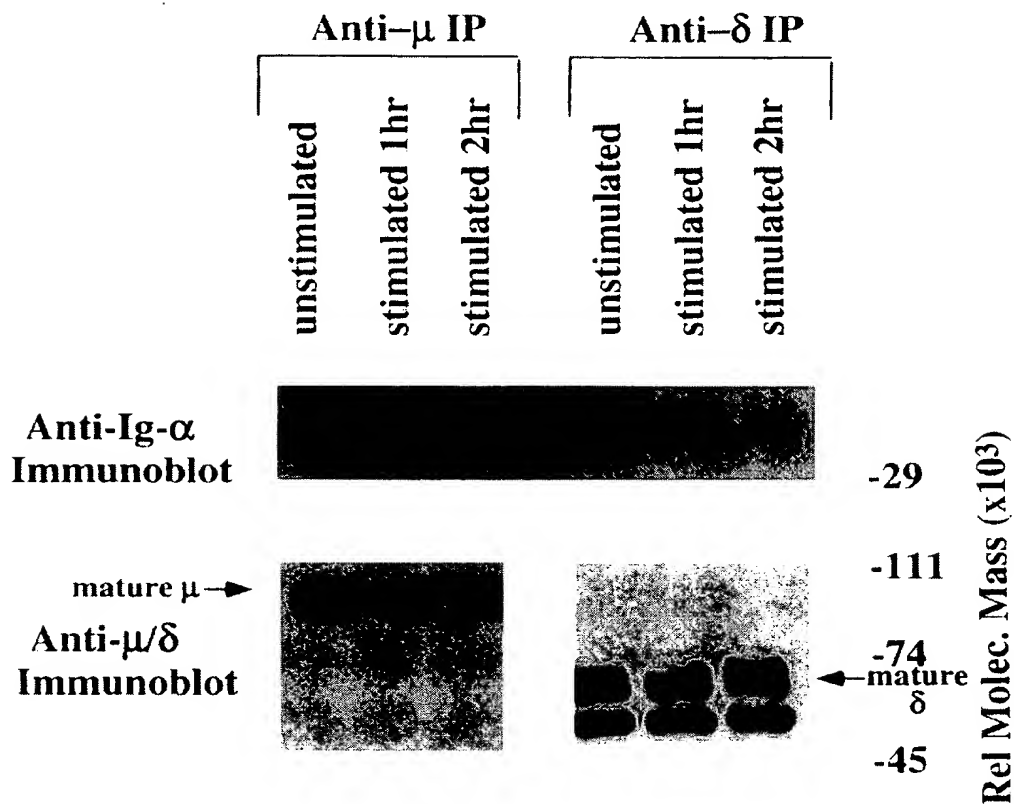 Anti–μ IP
Anti–δ IP
unstimulated
stimulated 1hr
stimulated 2hr
unstimulated
stimulated 1hr
stimulated 2hr
Anti-Ig-α
Immunoblot
-29
mature μ
-111
Anti-μ/δ
Immunoblot
-74
mature
δ
-45
Rel Molec. Mass (x10³)